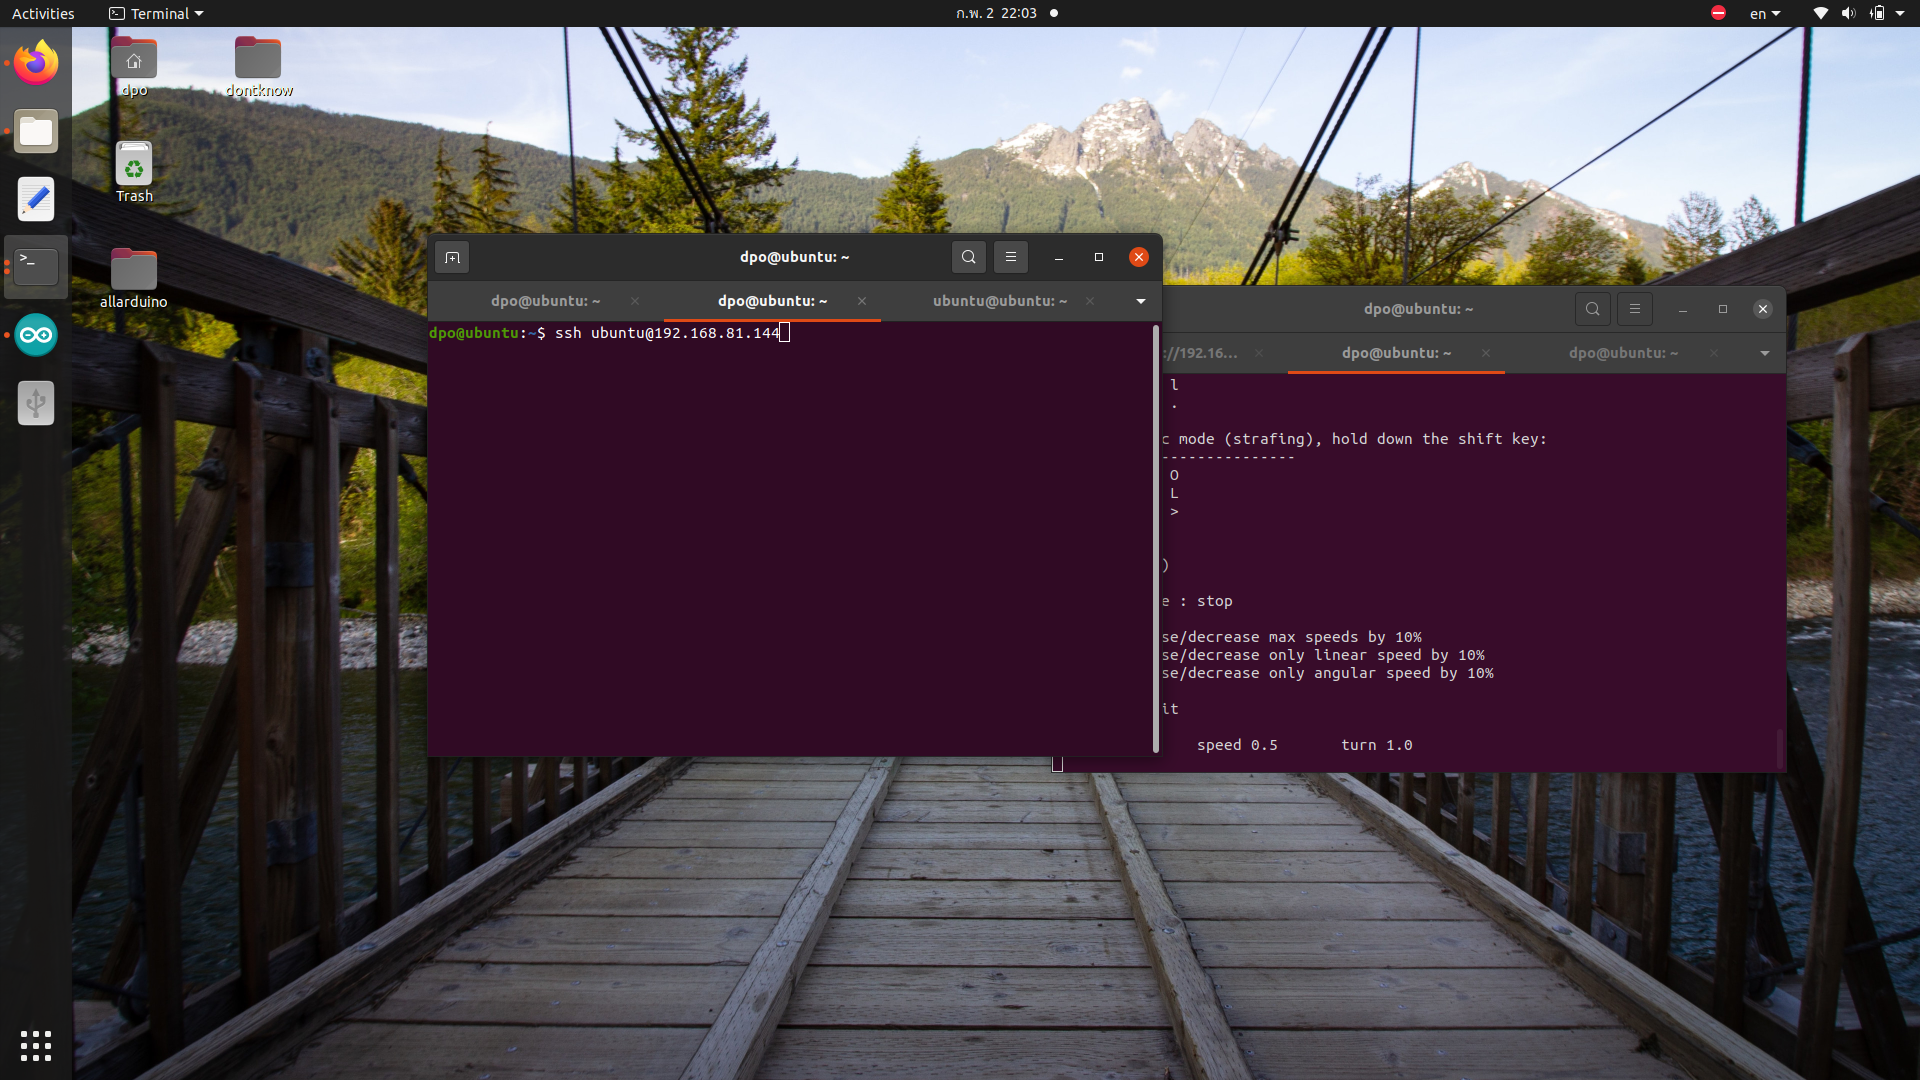 Activities
Terminal
ก.พ. 2 22:03
en
dpo
dontknow
Trash
allarduino
dpo@ubuntu: ~
dpo@ubuntu: ~
dpo@ubuntu: ~
ubuntu@ubuntu: ~
dpo@ubuntu:~$ ssh ubuntu@192.168.81.144
dpo@ubuntu: ~
://192.16...
dpo@ubuntu: ~
dpo@ubuntu: ~
l
.
c mode (strafing), hold down the shift key:
---------------
O
L
>
)
e : stop
se/decrease max speeds by 10%
se/decrease only linear speed by 10%
se/decrease only angular speed by 10%
it
speed 0.5 turn 1.0